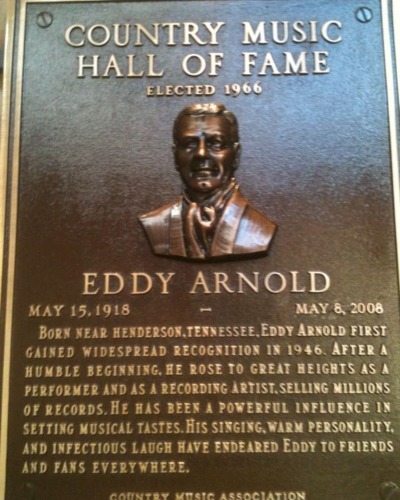 COUNTRY MUSIC
HALL OF FAME
ELECTED 1966
EDDY ARNOLD
MAY 15, 1918 – MAY 8, 2008
BORN NEAR HENDERSON, TENNESSEE, EDDY ARNOLD FIRST
GAINED WIDESPREAD RECOGNITION IN 1946. AFTER A
HUMBLE BEGINNING, HE ROSE TO GREAT HEIGHTS AS A
PERFORMER AND AS A RECORDING ARTIST, SELLING MILLIONS
OF RECORDS. HE HAS BEEN A POWERFUL INFLUENCE IN
SETTING MUSICAL TASTES. HIS SINGING, WARM PERSONALITY,
AND INFECTIOUS LAUGH HAVE ENDEARED EDDY TO FRIENDS
AND FANS EVERYWHERE.
COUNTRY MUSIC ASSOCIATION